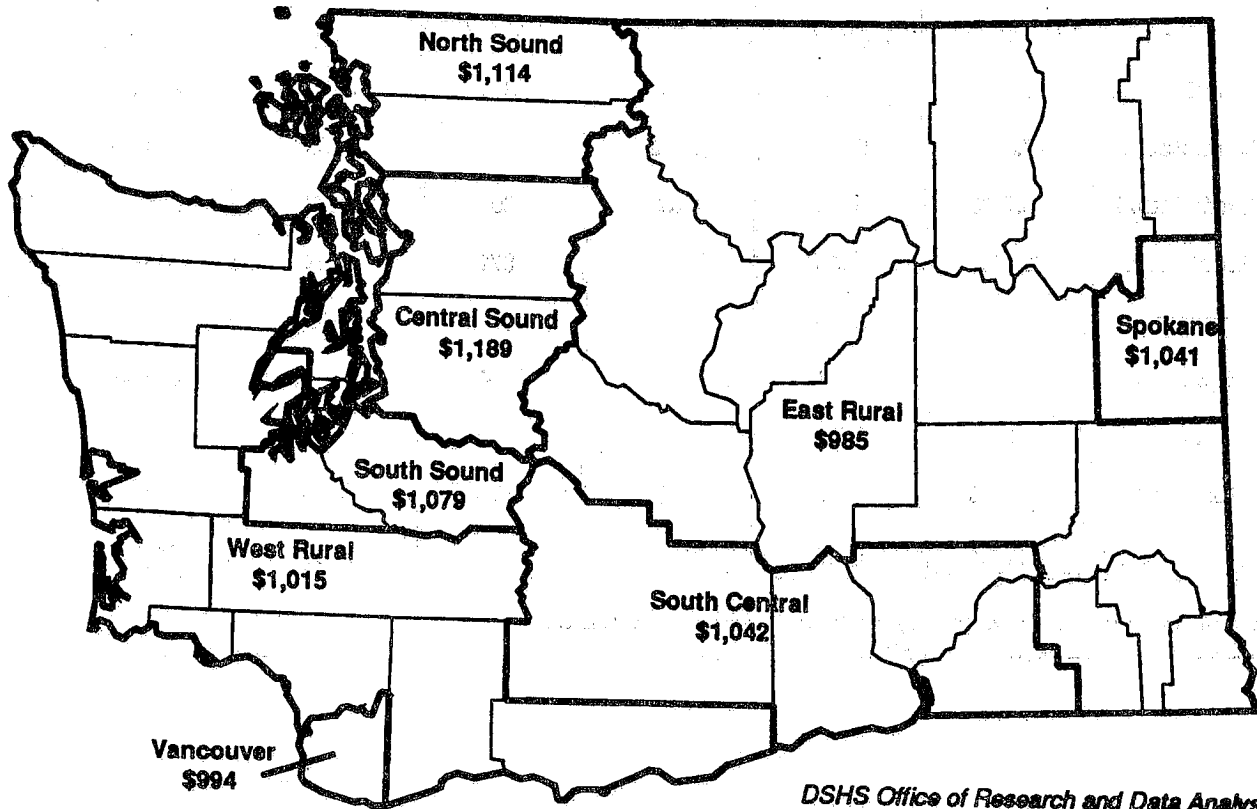 North Sound
$1,114
Central Sound
$1,189
Spokane
$1,041
East Rural
$985
South Sound
$1,079
West Rural
$1,015
South Central
$1,042
Vancouver
$994
DSHS Office of Research and Data